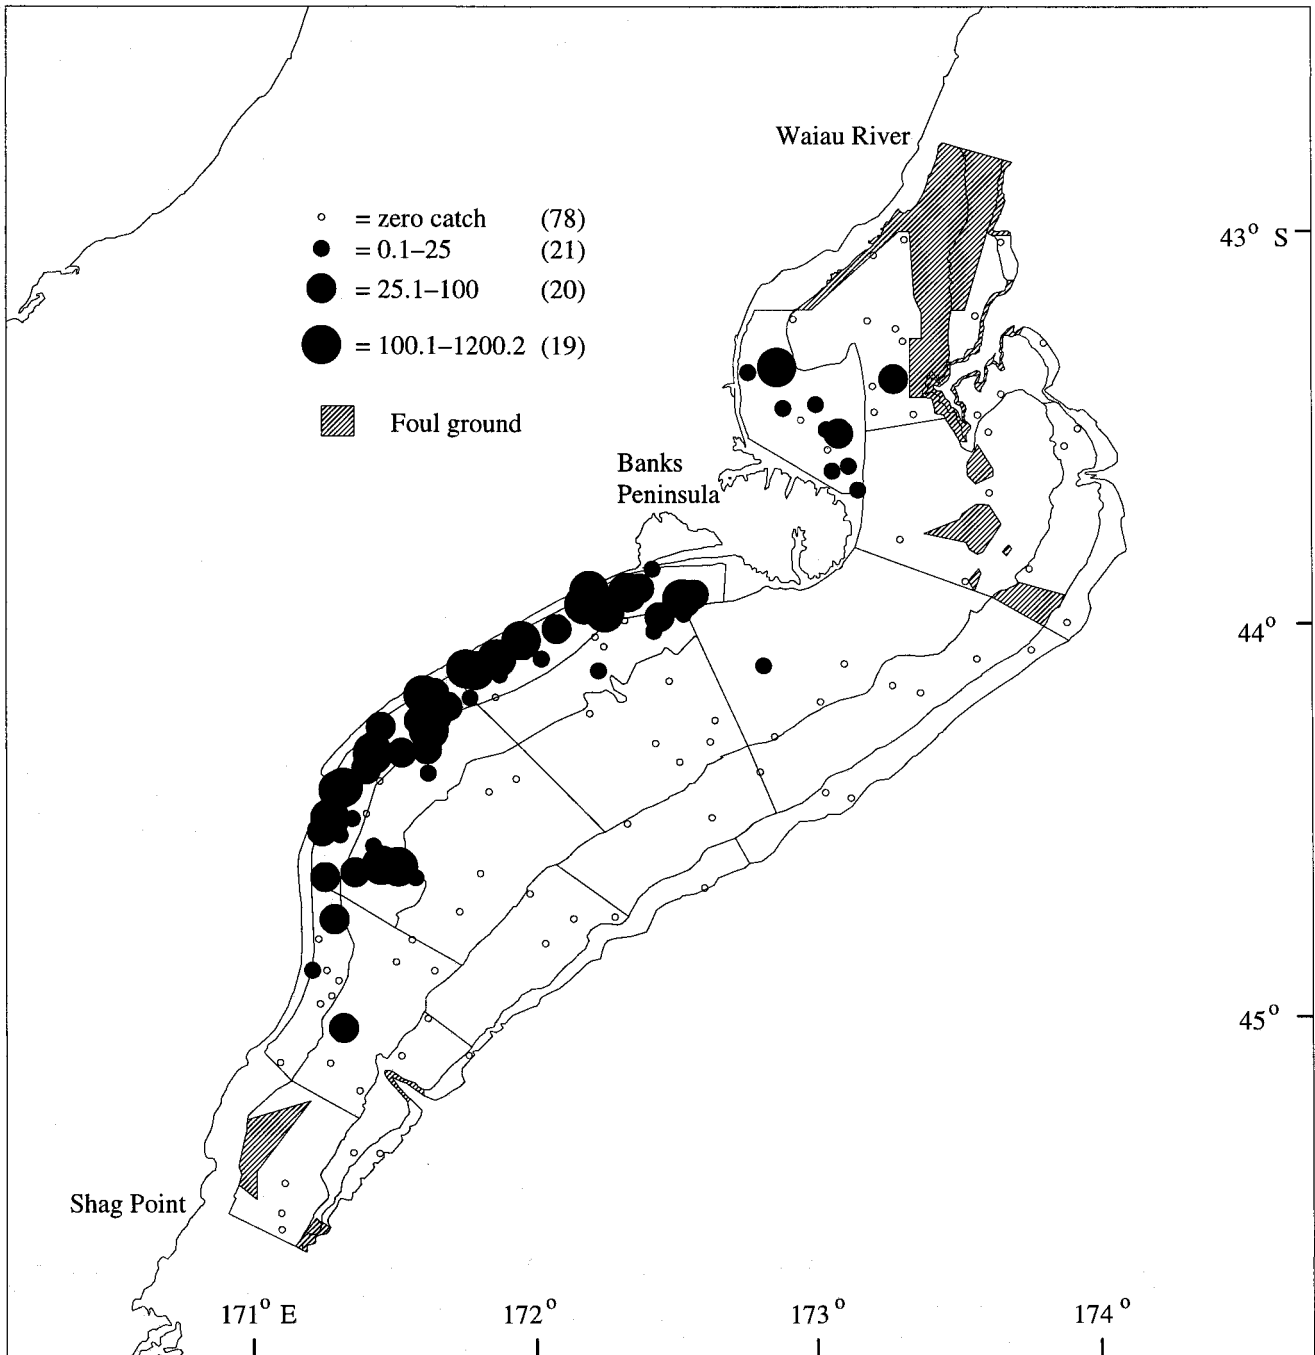 Waiau River
= zero catch (78)
= 0.1–25 (21)
= 25.1–100 (20)
= 100.1–1200.2 (19)
Foul ground
43° S
Banks
Peninsula
44°
45°
Shag Point
171° E 172° 173° 174°